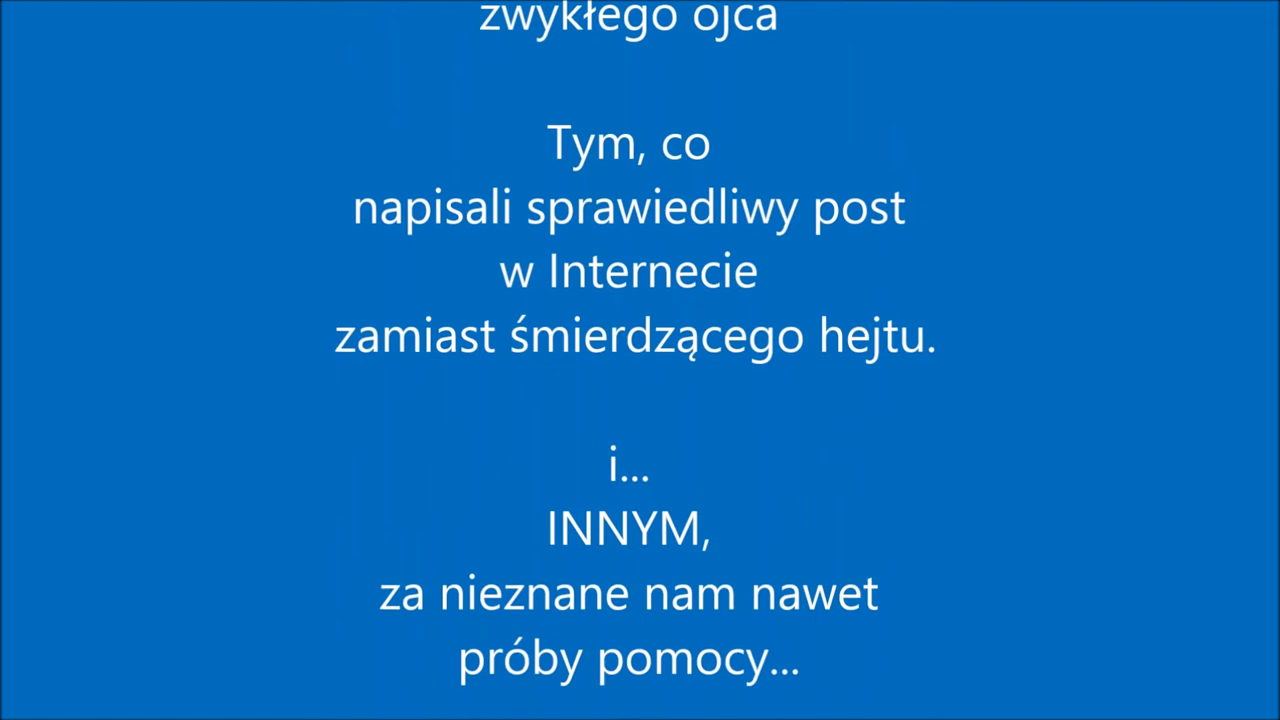 zwykłego ojca
Tym, co
napisali sprawiedliwy post
w Internecie
zamiast śmierdzącego hejtu.
i...
INNYM,
za nieznane nam nawet
próby pomocy...